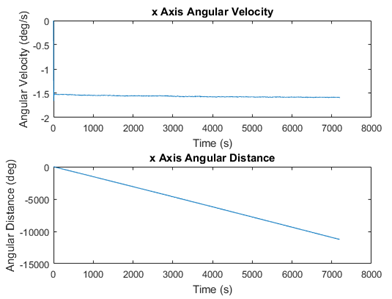 x Axis Angular Velocity
Angular Velocity (deg/s)
0
-0.5
-1
-1.5
-2
0 1000 2000 3000 4000 5000 6000 7000 8000
Time (s)
x Axis Angular Distance
Angular Distance (deg)
0
-5000
-10000
-15000
0 1000 2000 3000 4000 5000 6000 7000 8000
Time (s)